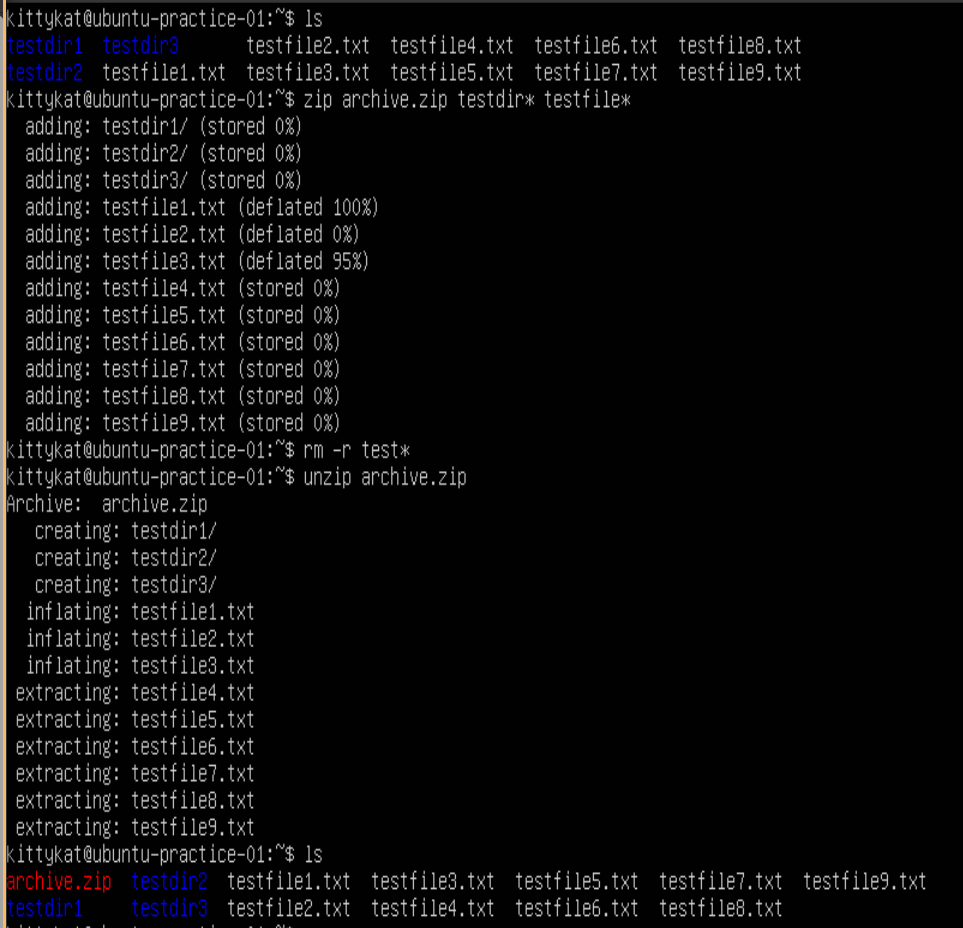 kittykat@ubuntu-practice-01:~$ ls
testdir1 testdir3 testfile2.txt testfile4.txt testfile6.txt testfile8.txt
testdir2 testfile1.txt testfile3.txt testfile5.txt testfile7.txt testfile9.txt
kittykat@ubuntu-practice-01:~$ zip archive.zip testdir* testfile*
adding: testdir1/ (stored 0%)
adding: testdir2/ (stored 0%)
adding: testdir3/ (stored 0%)
adding: testfile1.txt (deflated 100%)
adding: testfile2.txt (deflated 0%)
adding: testfile3.txt (deflated 95%)
adding: testfile4.txt (stored 0%)
adding: testfile5.txt (stored 0%)
adding: testfile6.txt (stored 0%)
adding: testfile7.txt (stored 0%)
adding: testfile8.txt (stored 0%)
adding: testfile9.txt (stored 0%)
kittykat@ubuntu-practice-01:~$ rm -r test*
kittykat@ubuntu-practice-01:~$ unzip archive.zip
Archive: archive.zip
creating: testdir1/
creating: testdir2/
creating: testdir3/
inflating: testfile1.txt
inflating: testfile2.txt
inflating: testfile3.txt
extracting: testfile4.txt
extracting: testfile5.txt
extracting: testfile6.txt
extracting: testfile7.txt
extracting: testfile8.txt
extracting: testfile9.txt
kittykat@ubuntu-practice-01:~$ ls
archive.zip testdir2 testfile1.txt testfile3.txt testfile5.txt testfile7.txt testfile9.txt
testdir1 testdir3 testfile2.txt testfile4.txt testfile6.txt testfile8.txt